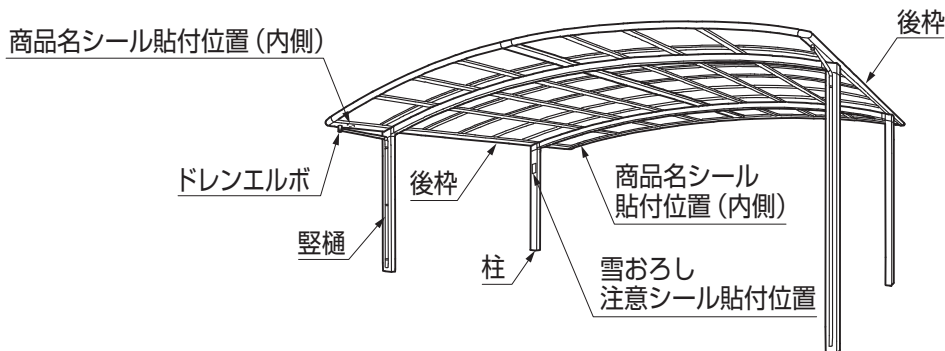 商品名シール貼付位置(内側)
後枠
ドレンエルボ
後枠
商品名シール
貼付位置(内側)
竪樋
柱
雪おろし
注意シール貼付位置